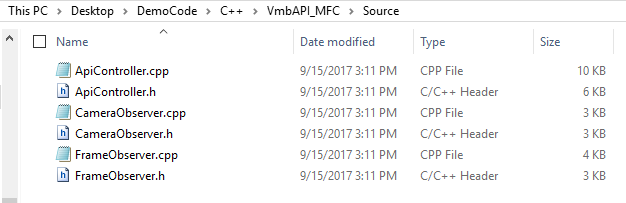 This PC > Desktop > DemoCode > C++ > VmbAPI_MFC > Source
Name Date modified Type Size
ApiController.cpp 9/15/2017 3:11 PM CPP File 10 KB
h ApiController.h 9/15/2017 3:11 PM C/C++ Header 6 KB
CameraObserver.cpp 9/15/2017 3:11 PM CPP File 3 KB
h CameraObserver.h 9/15/2017 3:11 PM C/C++ Header 3 KB
FrameObserver.cpp 9/15/2017 3:11 PM CPP File 4 KB
h FrameObserver.h 9/15/2017 3:11 PM C/C++ Header 3 KB